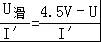 U滑/I′ = 4.5V-U/I′